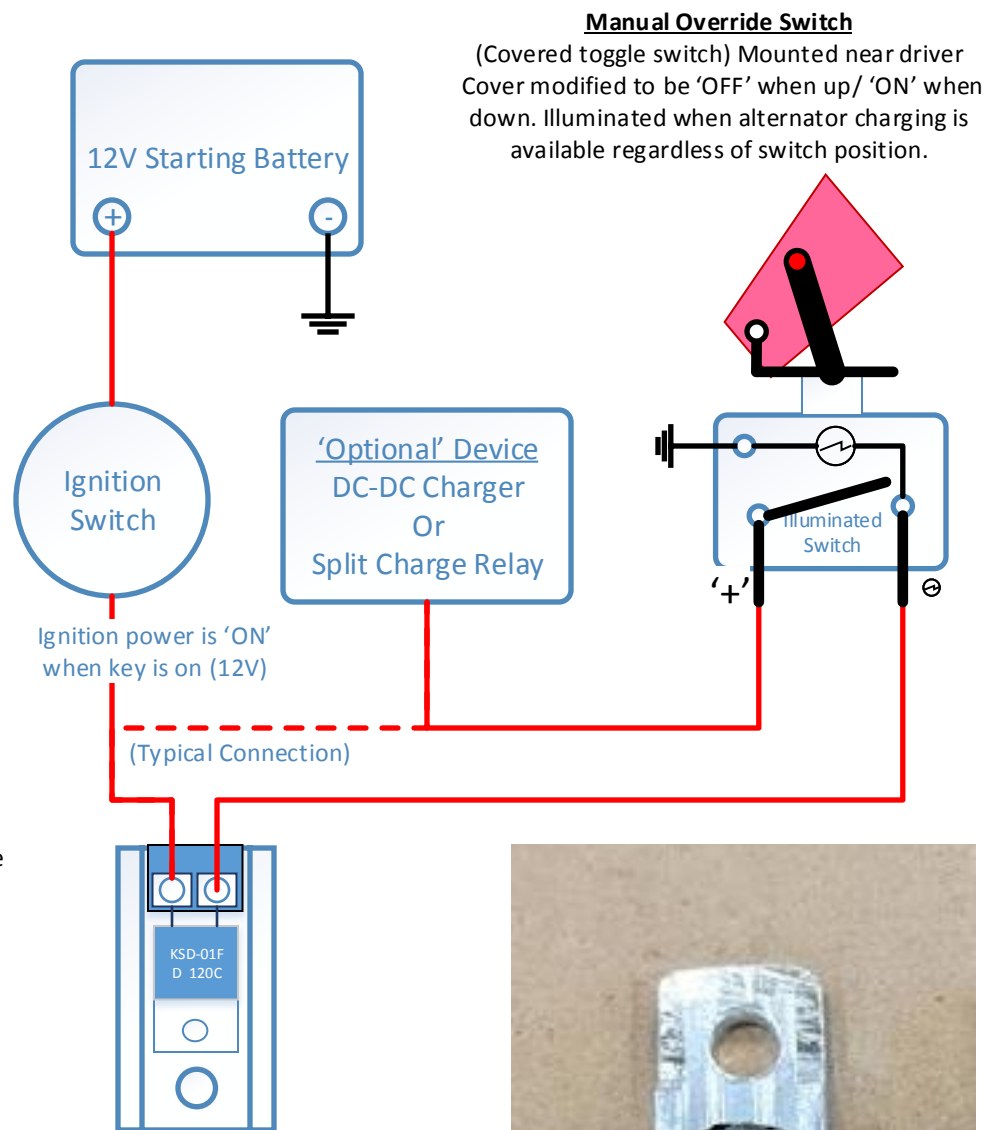 Manual Override Switch
(Covered toggle switch) Mounted near driver
Cover modified to be ‘OFF’ when up/ ‘ON’ when
down. Illuminated when alternator charging is
available regardless of switch position.
12V Starting Battery
+
-
Ignition
Switch
‘Optional’ Device
DC-DC Charger
Or
Split Charge Relay
Illuminated
Switch
‘+’
Ignition power is ‘ON’
when key is on (12V)
(Typical Connection)
e
KSD-01F
D 120C